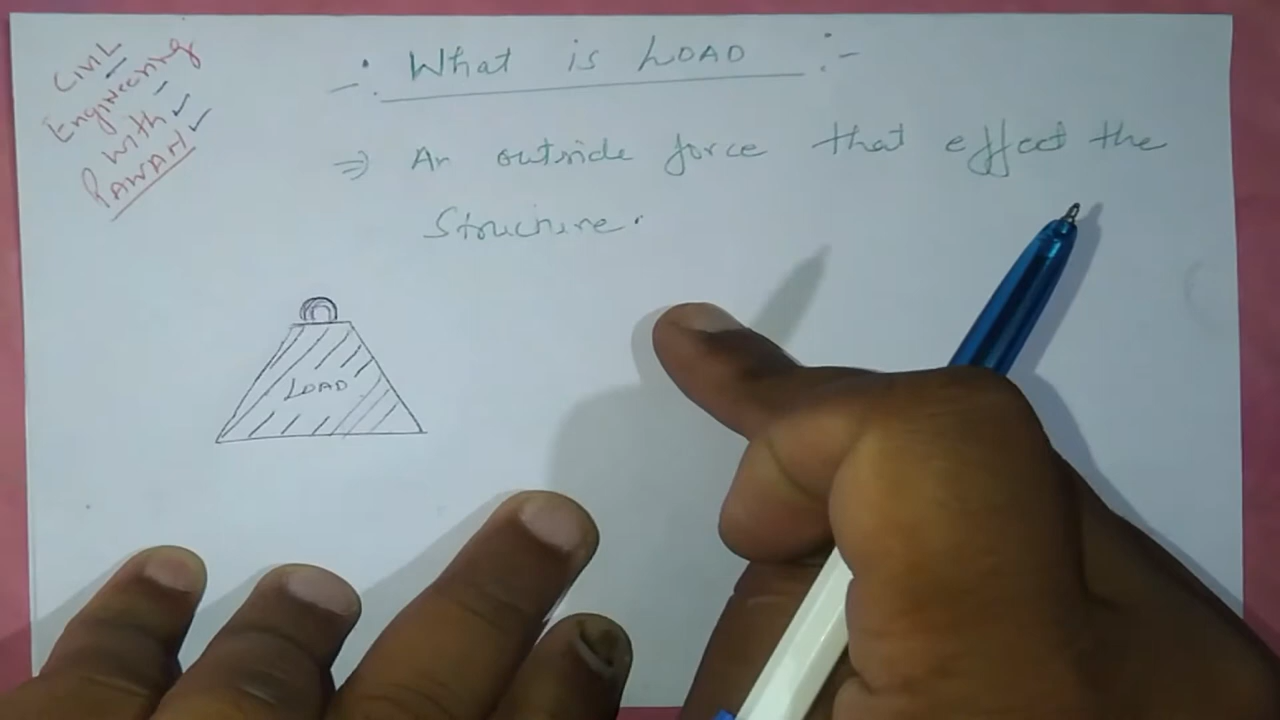 Civil
Engineering
With
PAWAN
-: What is LOAD :-
⇒ An outside force that effect the
Structure.
LOAD